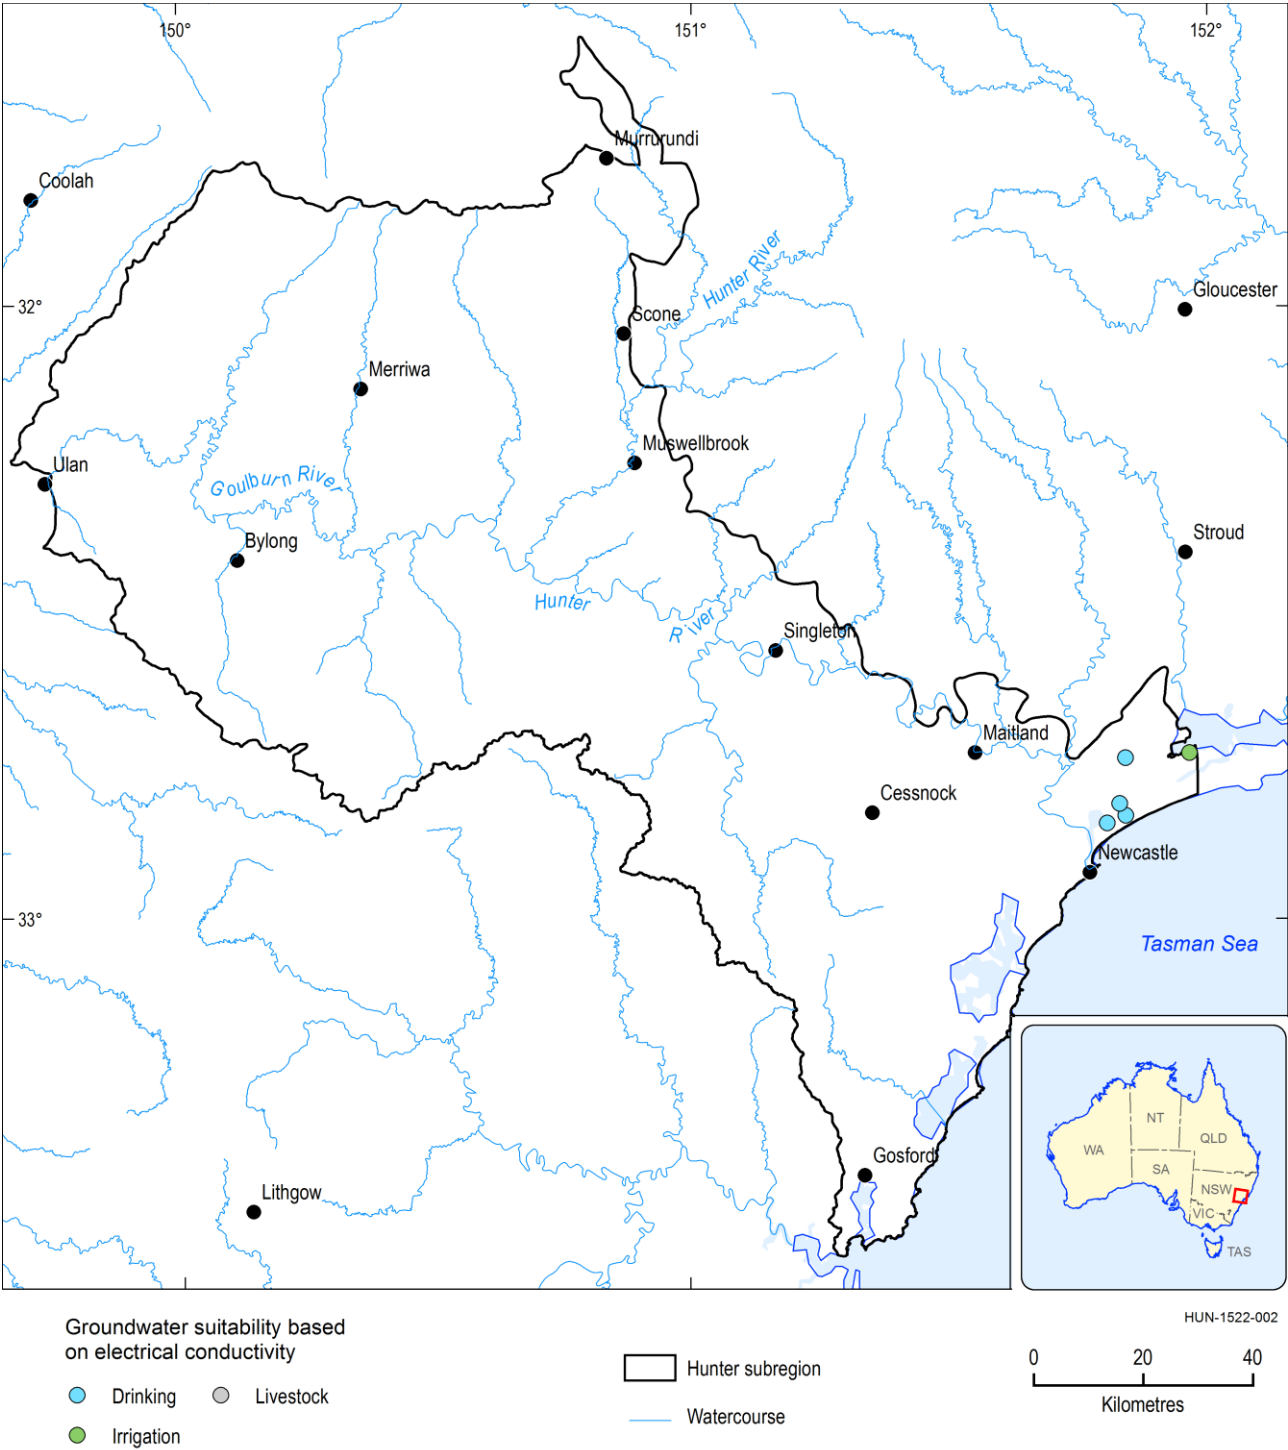 150°
151°
152°
Murrurundi
Coolah
Hunter River
Gloucester
32°
Scone
Merriwa
Muswellbrook
Ulan
Goulburn River
Bylong
Stroud
Hunter
River
Singleton
Maitland
Cessnock
Newcastle
33°
Tasman Sea
Gosford
Lithgow
NT
WA
QLD
SA
NSW
VIC
TAS
HUN-1522-002
Groundwater suitability based
on electrical conductivity
Drinking
Livestock
Irrigation
Hunter subregion
Watercourse
0 20 40
Kilometres